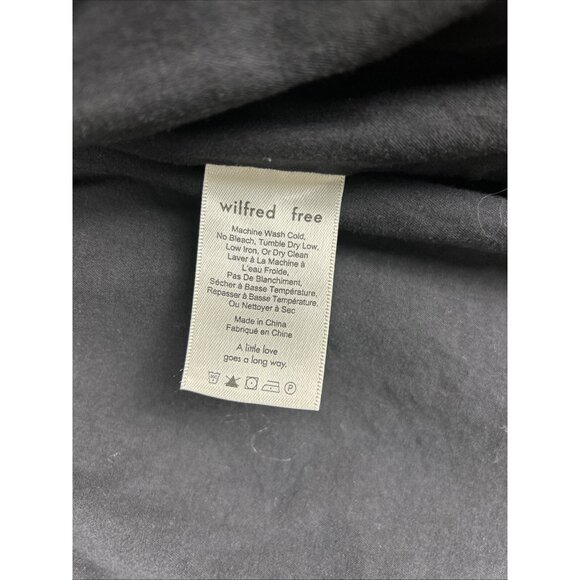 wilfred free
Machine Wash Cold,
No Bleach, Tumble Dry Low,
Low Iron, Or Dry Clean
Laver à La Machine à
L'eau Froide,
Pas De Blanchiment,
Sécher à Basse Température,
Repasser à Basse Température,
Ou Nettoyer à Sec
Made in China
Fabriqué en Chine
A little love
goes a long way.